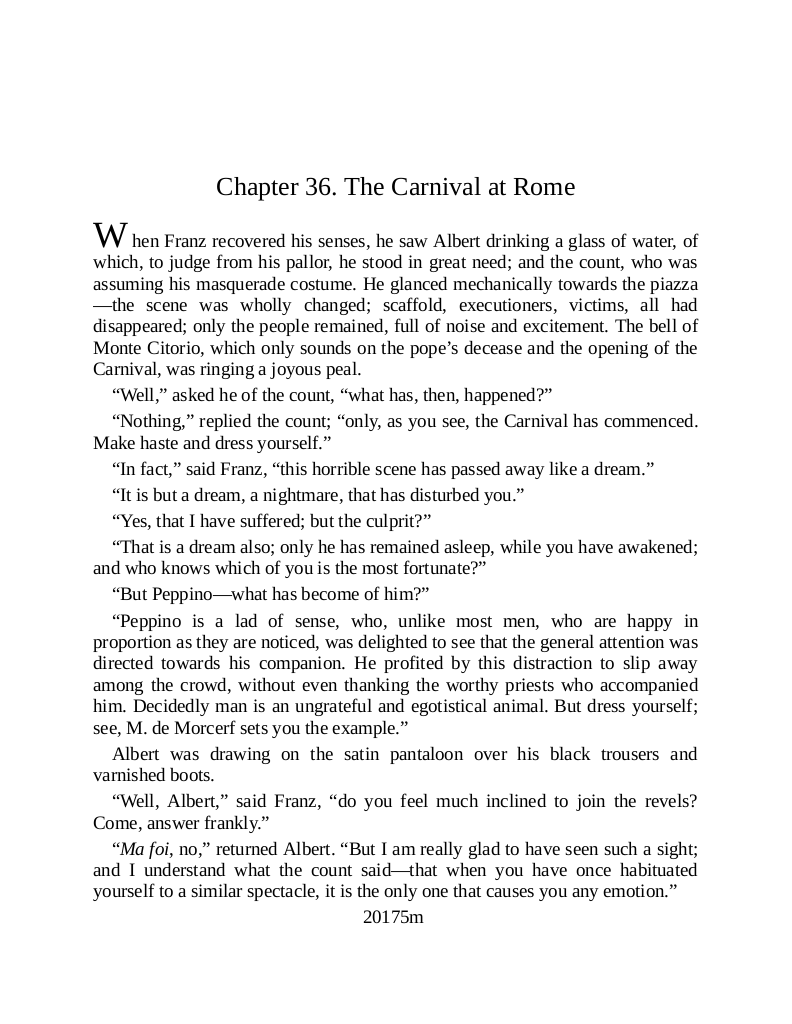 Chapter 36. The Carnival at Rome
When Franz recovered his senses, he saw Albert drinking a glass of water, of
which, to judge from his pallor, he stood in great need; and the count, who was
assuming his masquerade costume. He glanced mechanically towards the piazza
—the scene was wholly changed; scaffold, executioners, victims, all had
disappeared; only the people remained, full of noise and excitement. The bell of
Monte Citorio, which only sounds on the pope’s decease and the opening of the
Carnival, was ringing a joyous peal.
“Well,” asked he of the count, “what has, then, happened?”
“Nothing,” replied the count; “only, as you see, the Carnival has commenced.
Make haste and dress yourself.”
“In fact,” said Franz, “this horrible scene has passed away like a dream.”
“It is but a dream, a nightmare, that has disturbed you.”
“Yes, that I have suffered; but the culprit?”
“That is a dream also; only he has remained asleep, while you have awakened;
and who knows which of you is the most fortunate?”
“But Peppino—what has become of him?”
“Peppino is a lad of sense, who, unlike most men, who are happy in
proportion as they are noticed, was delighted to see that the general attention was
directed towards his companion. He profited by this distraction to slip away
among the crowd, without even thanking the worthy priests who accompanied
him. Decidedly man is an ungrateful and egotistical animal. But dress yourself;
see, M. de Morcerf sets you the example.”
Albert was drawing on the satin pantaloon over his black trousers and
varnished boots.
“Well, Albert,” said Franz, “do you feel much inclined to join the revels?
Come, answer frankly.”
“Ma foi, no,” returned Albert. “But I am really glad to have seen such a sight;
and I understand what the count said—that when you have once habituated
yourself to a similar spectacle, it is the only one that causes you any emotion.”
20175m